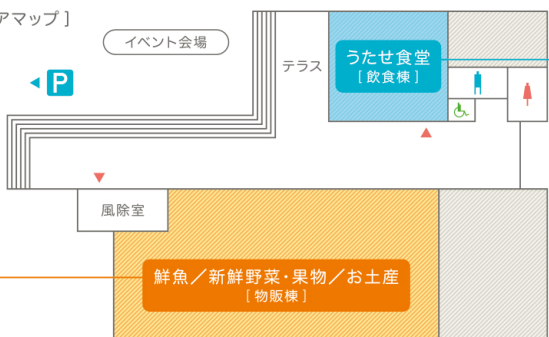 アマップ ]
イベント会場
P
テラス
うたせ食堂
[ 飲食棟 ]
風除室
鮮魚／新鮮野菜・果物／お土産
[ 物販棟 ]